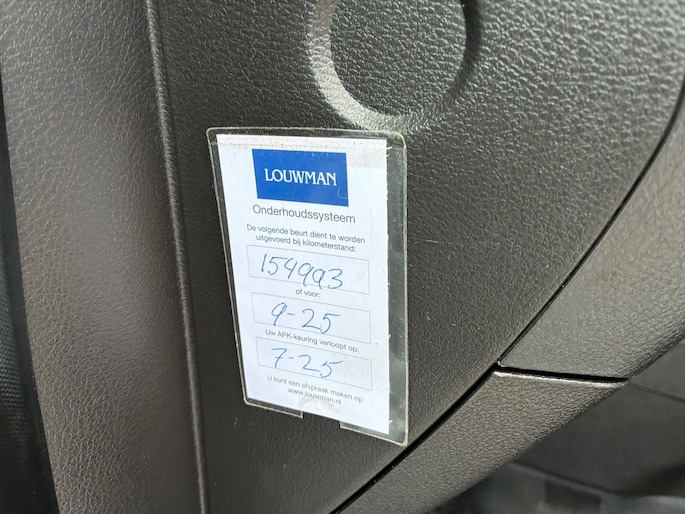 LOUWMAN
Onderhoudssysteem
De volgende beurt dient te worden
uitgevoerd bij kilometerstand:
154993
of voor:
9-25
Uw APK-keuring verloopt op:
7-25
U kunt een afspraak maken op
www.louwman.nl